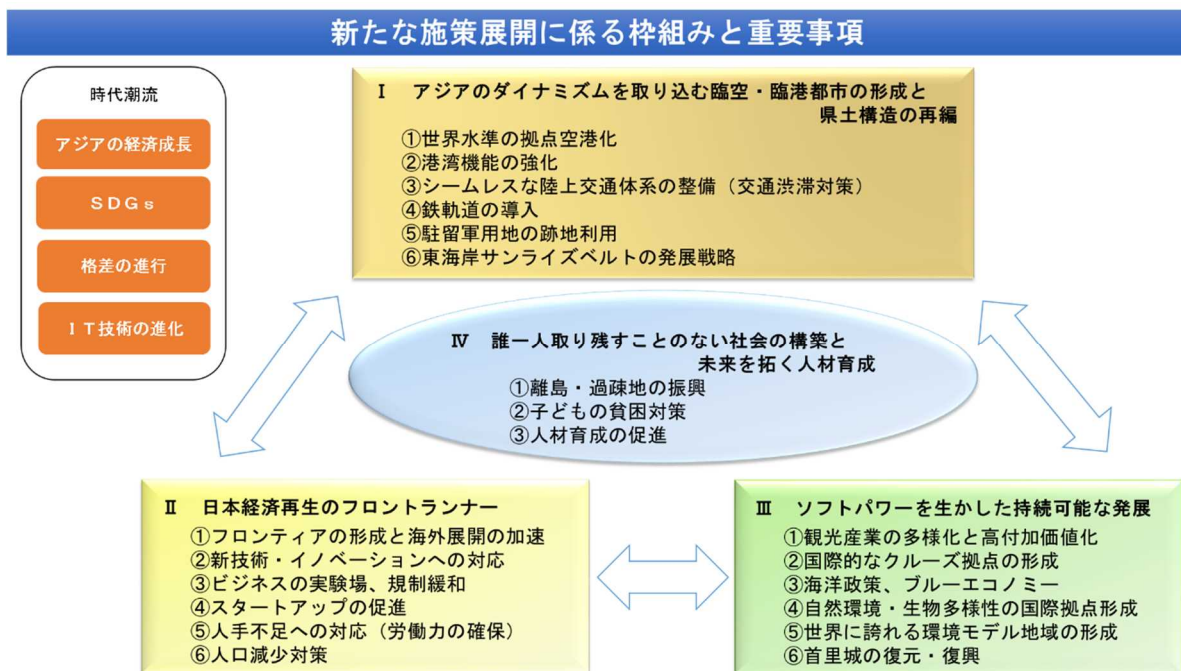 新たな施策展開に係る枠組みと重要事項
時代潮流
アジアの経済成長
ＳＤＧｓ
格差の進行
ＩＴ技術の進化
Ⅰ　アジアのダイナミズムを取り込む臨空・臨港都市の形成と
県土構造の再編
①世界水準の拠点空港化
②港湾機能の強化
③シームレスな陸上交通体系の整備（交通渋滞対策）
④鉄軌道の導入
⑤駐留軍用地の跡地利用
⑥東海岸サンライズベルトの発展戦略
Ⅳ　誰一人取り残すことのない社会の構築と
未来を拓く人材育成
①離島・過疎地の振興
②子どもの貧困対策
③人材育成の促進
Ⅱ　日本経済再生のフロントランナー
①フロンティアの形成と海外展開の加速
②新技術・イノベーションへの対応
③ビジネスの実験場、規制緩和
④スタートアップの促進
⑤人手不足への対応（労働力の確保）
⑥人口減少対策
Ⅲ　ソフトパワーを生かした持続可能な発展
①観光産業の多様化と高付加価値化
②国際的なクルーズ拠点の形成
③海洋政策、ブルーエコノミー
④自然環境・生物多様性の国際拠点形成
⑤世界に誇れる環境モデル地域の形成
⑥首里城の復元・復興